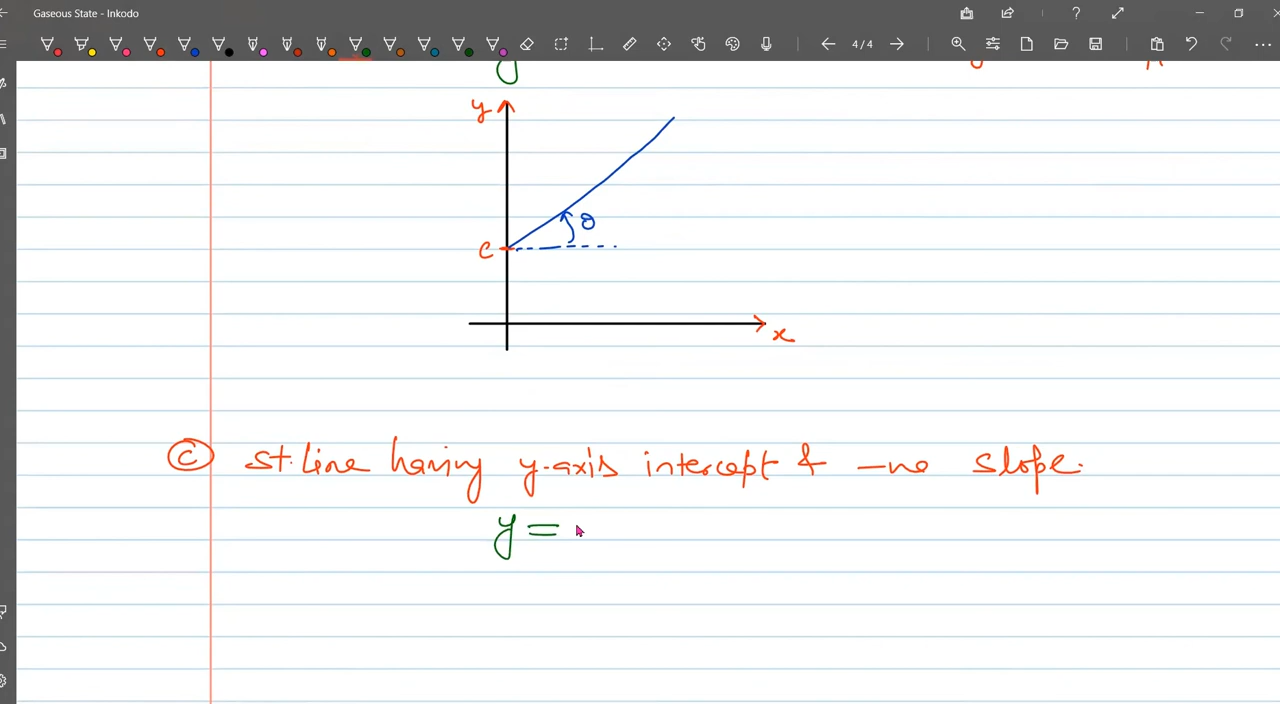 Gaseous State - Inkodo
4/4
y
y
θ
c
x
(c) st. line having y-axis intercept & -ve slope.
y =